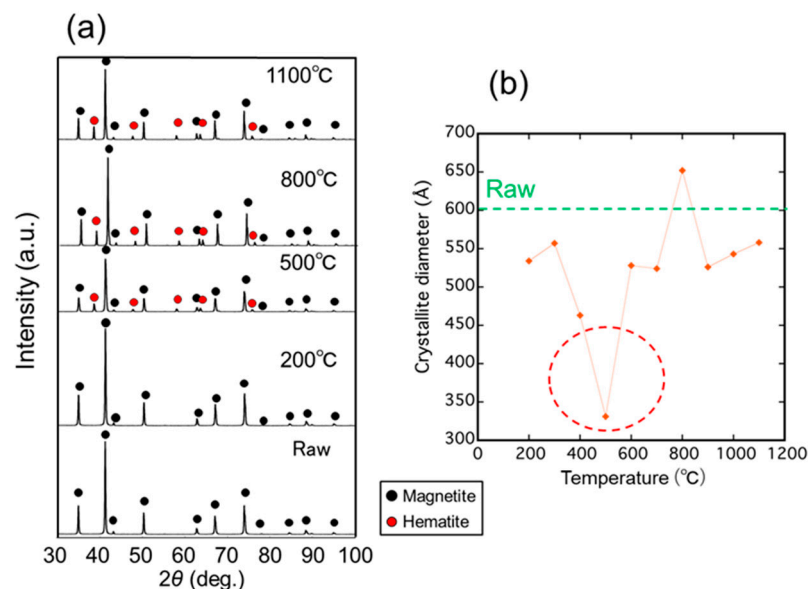 (a)
1100℃
800℃
500℃
200℃
Raw
Intensity (a.u.)
30 40 50 60 70 80 90 100
2θ (deg.)
Magnetite
Hematite
(b)
700
650
600
550
500
450
400
350
300
Raw
Crystallite diameter (Å)
0 200 400 600 800 1000 1200
Temperature (℃)